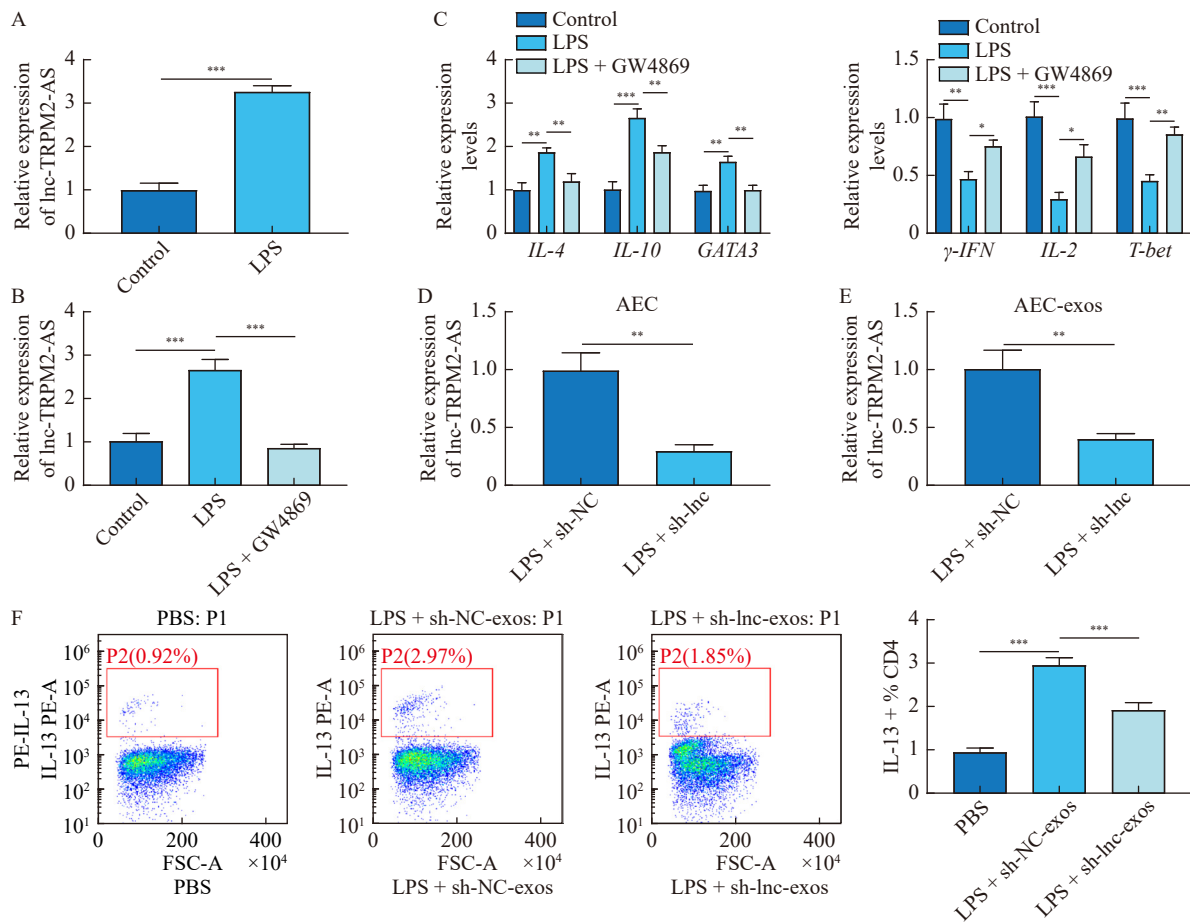 A
Relative expression
of lnc-TRPM2-AS
4
3
2
1
0
***
Control
LPS
C
Control
LPS
LPS + GW4869
Relative expression
levels
4
3
2
1
0
** ** *** ** ** **
IL-4 IL-10 GATA3
Control
LPS
LPS + GW4869
Relative expression
levels
1.5
1.0
0.5
0
** * *** * *** **
γ-IFN IL-2 T-bet
B
Relative expression
of lnc-TRPM2-AS
4
3
2
1
0
*** ***
Control
LPS
LPS + GW4869
D
AEC
Relative expression
of lnc-TRPM2-AS
1.5
1.0
0.5
0
**
LPS + sh-NC
LPS + sh-lnc
E
AEC-exos
Relative expression
of lnc-TRPM2-AS
1.5
1.0
0.5
0
**
LPS + sh-NC
LPS + sh-lnc
F
PBS: P1
P2(0.92%)
PE-IL-13
IL-13 PE-A
10^6
10^5
10^4
10^3
10^2
10^1
0 200 400
FSC-A ×10^4
PBS
LPS + sh-NC-exos: P1
P2(2.97%)
IL-13 PE-A
10^6
10^5
10^4
10^3
10^2
10^1
0 200 400
FSC-A ×10^4
LPS + sh-NC-exos
LPS + sh-lnc-exos: P1
P2(1.85%)
IL-13 PE-A
10^6
10^5
10^4
10^3
10^2
10^1
0 200 400
FSC-A ×10^4
LPS + sh-lnc-exos
IL-13 + % CD4
4
3
2
1
0
*** ***
PBS
LPS + sh-NC-exos
LPS + sh-lnc-exos